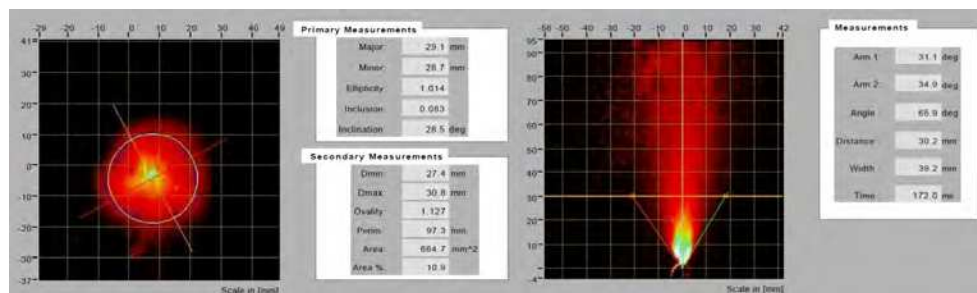 -29 -20 -10 0 10 20 30 40 49
41
30
20
10
0
-10
-20
-30
-37
Scale in [mm]
Primary Measurements
Major: 29.1 mm
Minor: 28.7 mm
Ellipticity: 1.014
Inclusion: 0.083
Inclination: 28.5 deg
Secondary Measurements
Dmin: 27.4 mm
Dmax: 30.8 mm
Ovality: 1.127
Perim.: 97.3 mm
Area: 664.7 mm^2
Area %: 10.9
-56 -50 -40 -30 -20 -10 0 10 20 30 42
95
80
70
60
50
40
30
20
10
-4
Scale in [mm]
Measurements
Arm 1: 31.1 deg
Arm 2: 34.9 deg
Angle: 65.9 deg
Distance: 30.2 mm
Width: 39.2 mm
Time: 172.0 ms